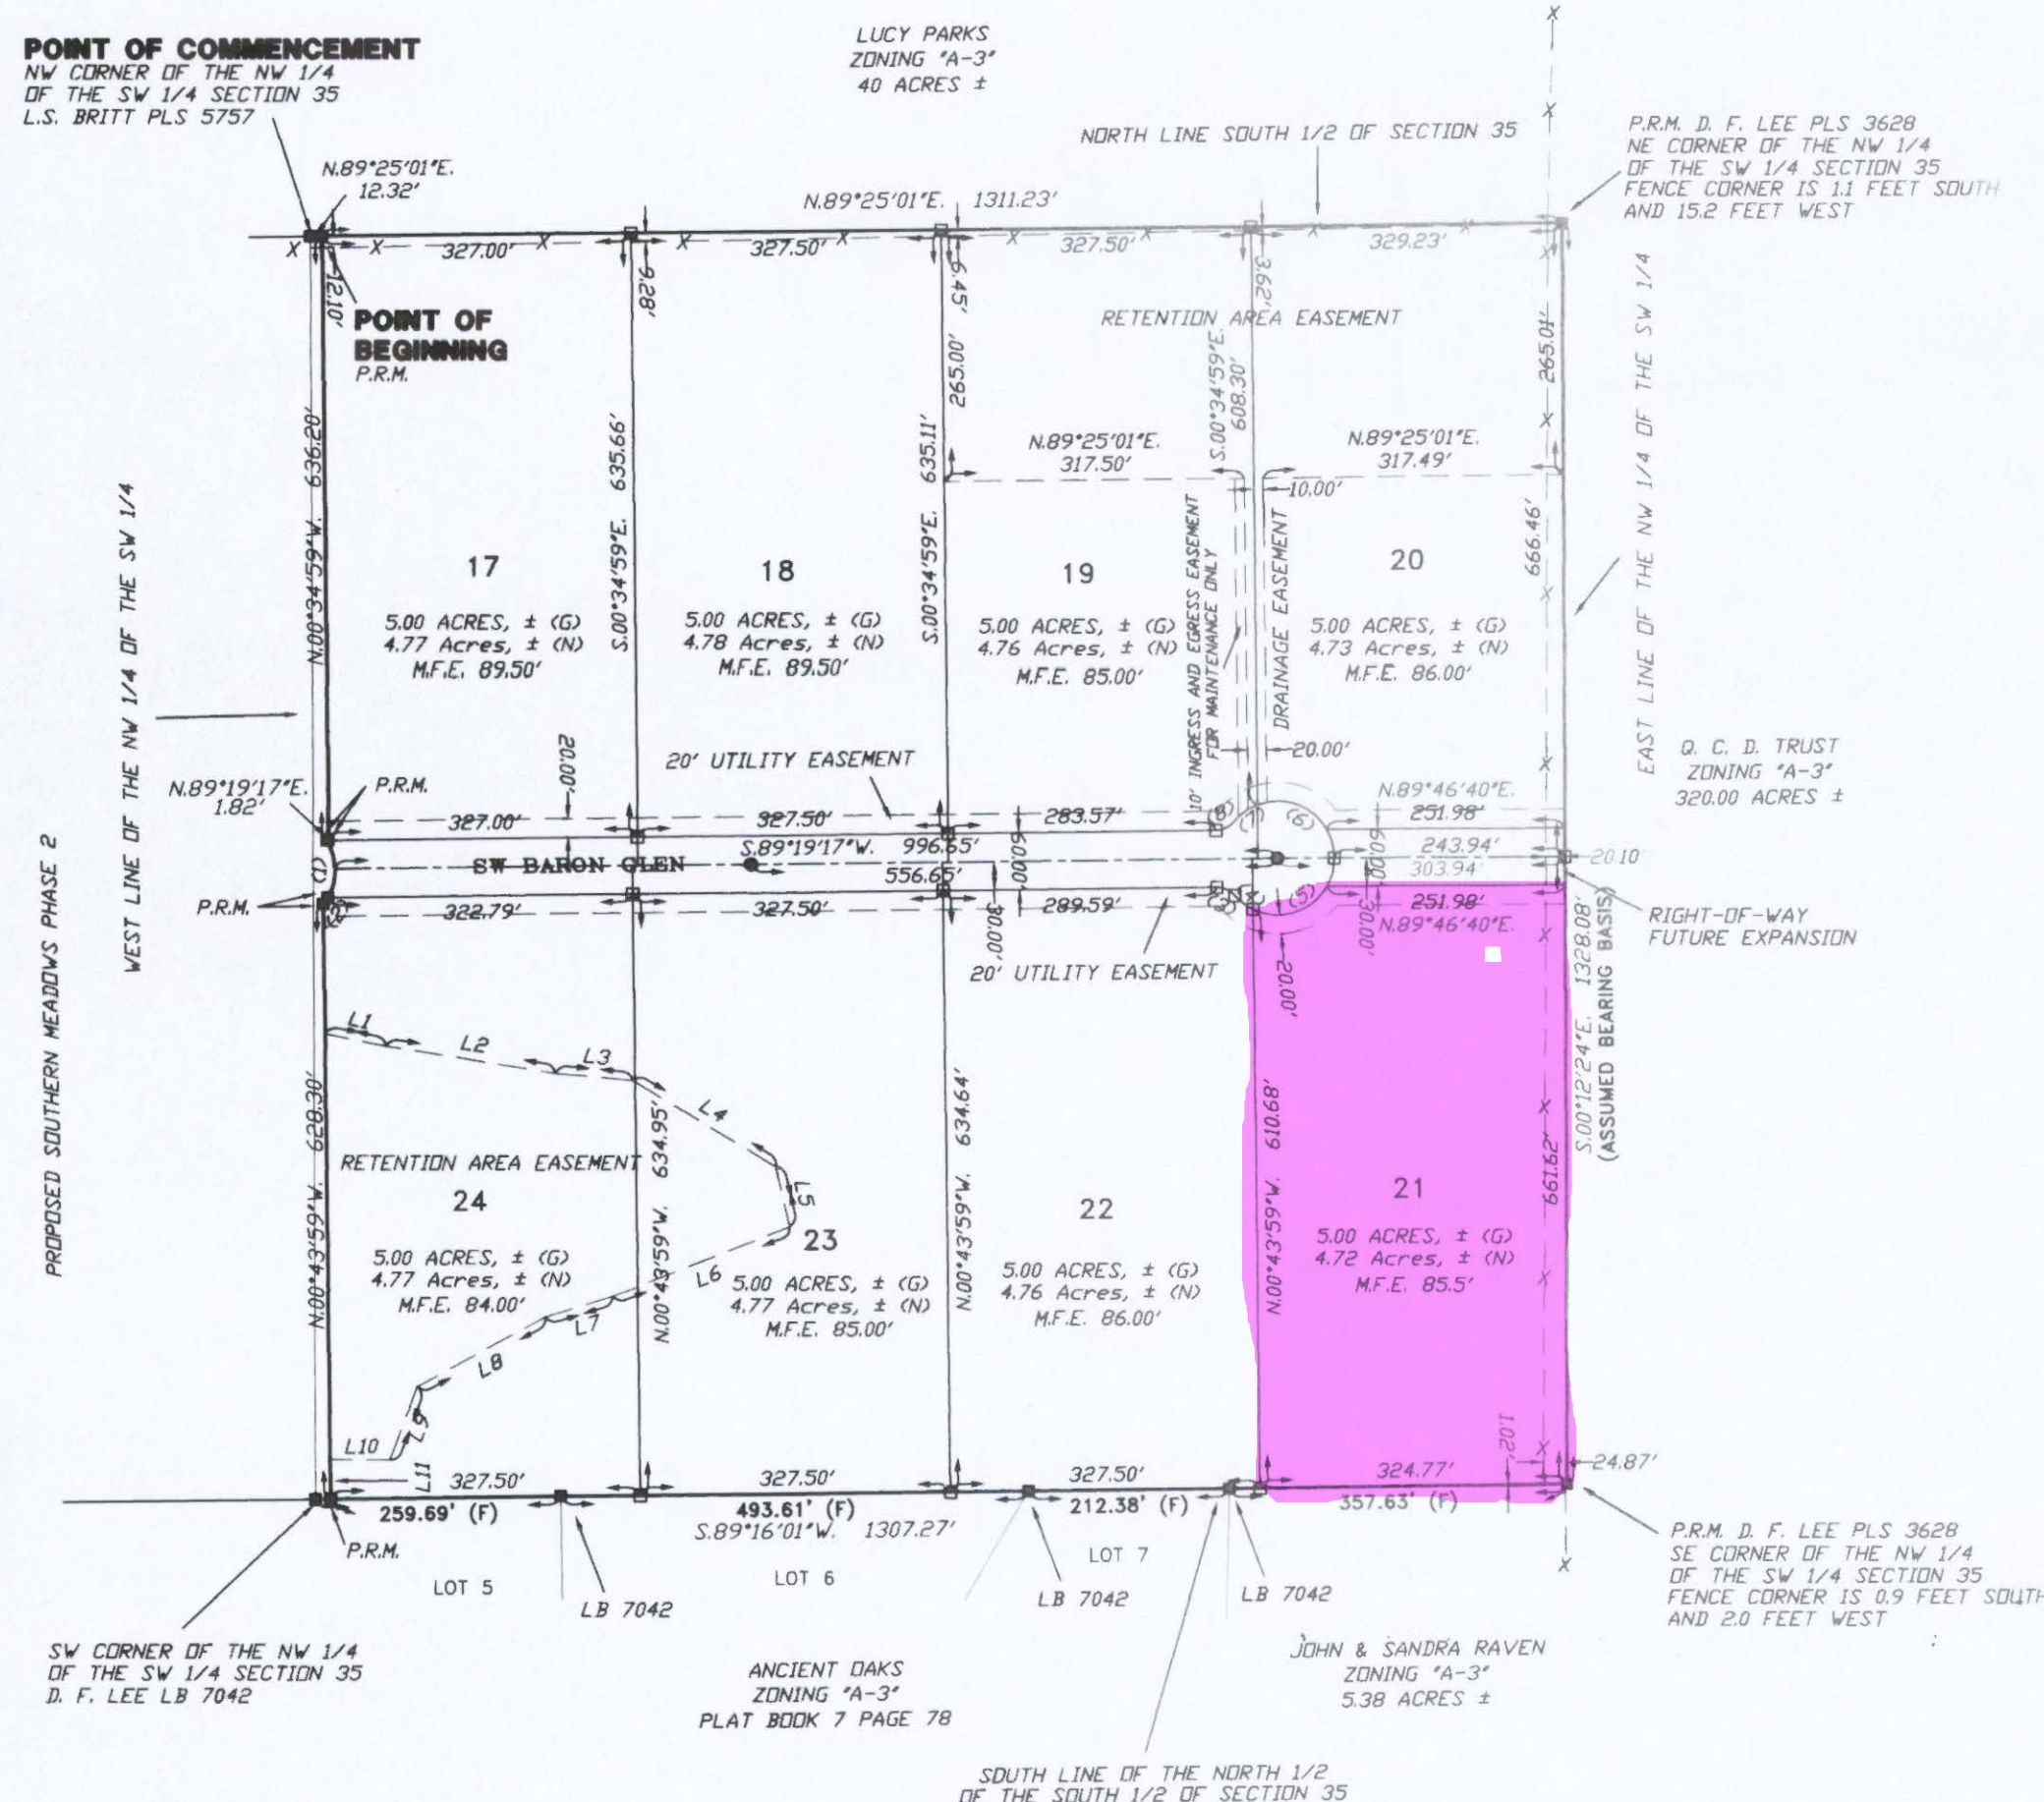 POINT OF COMMENCEMENT
NW CORNER OF THE NW 1/4
OF THE SW 1/4 SECTION 35
L.S. BRITT PLS 5757
LUCY PARKS
ZONING "A-3"
40 ACRES ±
NORTH LINE SOUTH 1/2 OF SECTION 35
P.R.M. D. F. LEE PLS 3628
NE CORNER OF THE NW 1/4
OF THE SW 1/4 SECTION 35
FENCE CORNER IS 1.1 FEET SOUTH
AND 15.2 FEET WEST
N.89°25'01"E.
12.32'
N.89°25'01"E. 1311.23'
327.00'
327.50'
327.50'
329.23'
12.10'
9.28'
6.45'
3.62'
POINT OF
BEGINNING
P.R.M.
RETENTION AREA EASEMENT
265.00'
265.01'
N.00°34'59"W. 636.20'
S.00°34'59"E. 635.66'
S.00°34'59"E. 635.11'
S.00°34'59"E.
608.30'
N.89°25'01"E.
317.50'
N.89°25'01"E.
317.49'
10.00'
666.46'
WEST LINE OF THE NW 1/4 OF THE SW 1/4
EAST LINE OF THE NW 1/4 OF THE SW 1/4
10' INGRESS AND EGRESS EASEMENT
FOR MAINTENANCE ONLY
DRAINAGE EASEMENT
17
5.00 ACRES, ± (G)
4.77 Acres, ± (N)
M.F.E. 89.50'
18
5.00 ACRES, ± (G)
4.78 Acres, ± (N)
M.F.E. 89.50'
19
5.00 ACRES, ± (G)
4.76 Acres, ± (N)
M.F.E. 85.00'
20
5.00 ACRES, ± (G)
4.73 Acres, ± (N)
M.F.E. 86.00'
Q. C. D. TRUST
ZONING "A-3"
320.00 ACRES ±
20.00'
20' UTILITY EASEMENT
20.00'
N.89°19'17"E.
1.82'
P.R.M.
327.00'
327.50'
283.57'
(8)
(7)
(6)
N.89°46'40"E.
251.98'
S.89°19'17"W. 996.65'
SW BARON GLEN
556.65'
60.00'
60.00'
243.94'
303.94'
20.10'
(1)
P.R.M.
322.79'
327.50'
289.59'
30.00'
(5)
30.00'
251.98'
N.89°46'40"E.
20' UTILITY EASEMENT
20.00'
RIGHT-OF-WAY
FUTURE EXPANSION
S.00°12'24"E. 1328.08'
(ASSUMED BEARING BASIS)
PROPOSED SOUTHERN MEADOWS PHASE 2
L1
L2
L3
L4
L5
L6
L7
L8
L9
L10
L11
N.00°43'59"W. 628.30'
N.00°43'59"W. 634.95'
N.00°43'59"W. 634.64'
N.00°43'59"W. 610.68'
661.62'
RETENTION AREA EASEMENT
24
5.00 ACRES, ± (G)
4.77 Acres, ± (N)
M.F.E. 84.00'
23
5.00 ACRES, ± (G)
4.77 Acres, ± (N)
M.F.E. 85.00'
22
5.00 ACRES, ± (G)
4.76 Acres, ± (N)
M.F.E. 86.00'
21
5.00 ACRES, ± (G)
4.72 Acres, ± (N)
M.F.E. 85.5'
1.02'
24.87'
327.50'
327.50'
327.50'
324.77'
259.69' (F)
493.61' (F)
212.38' (F)
357.63' (F)
S.89°16'01"W. 1307.27'
P.R.M.
LOT 5
LOT 6
LOT 7
LB 7042
LB 7042
LB 7042
P.R.M. D. F. LEE PLS 3628
SE CORNER OF THE NW 1/4
OF THE SW 1/4 SECTION 35
FENCE CORNER IS 0.9 FEET SOUTH
AND 2.0 FEET WEST
SW CORNER OF THE NW 1/4
OF THE SW 1/4 SECTION 35
D. F. LEE LB 7042
ANCIENT OAKS
ZONING "A-3"
PLAT BOOK 7 PAGE 78
JOHN & SANDRA RAVEN
ZONING "A-3"
5.38 ACRES ±
SOUTH LINE OF THE NORTH 1/2
OF THE SOUTH 1/2 OF SECTION 35